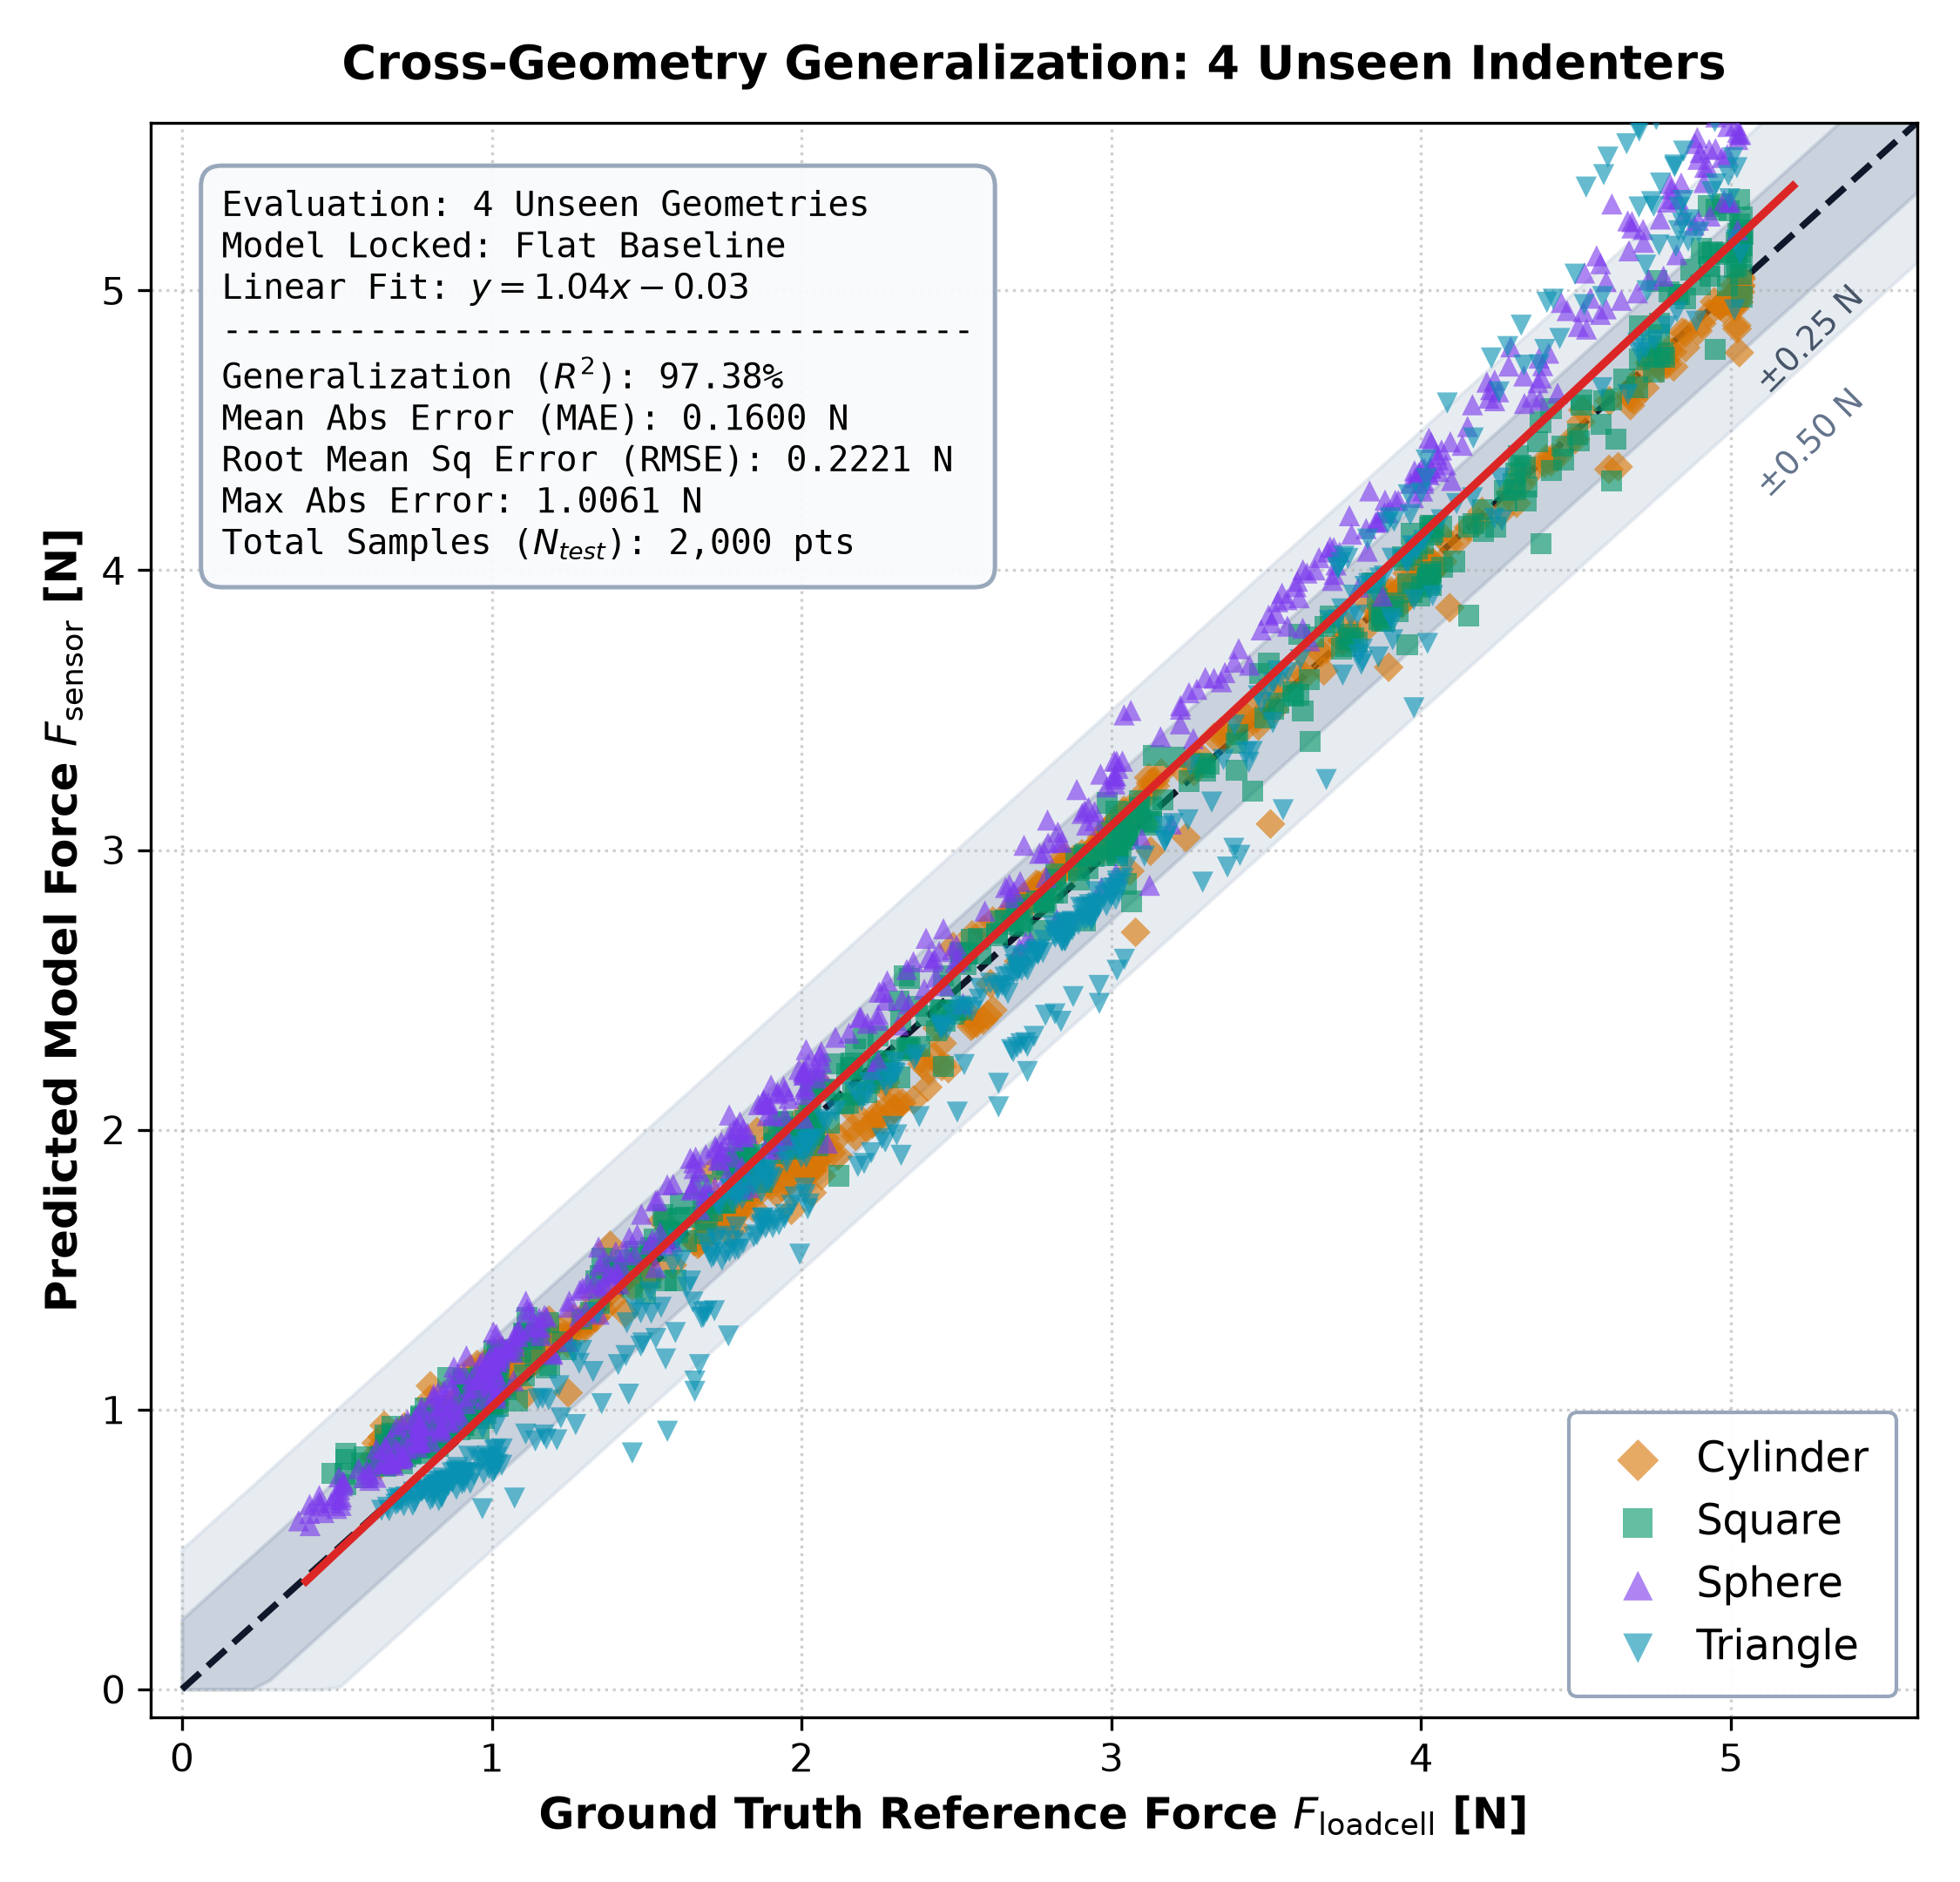 Cross-Geometry Generalization: 4 Unseen Indenters
Evaluation: 4 Unseen Geometries
Model Locked: Flat Baseline
Linear Fit: y = 1.04x − 0.03
------------------------------------
Generalization (R²): 97.38%
Mean Abs Error (MAE): 0.1600 N
Root Mean Sq Error (RMSE): 0.2221 N
Max Abs Error: 1.0061 N
Total Samples (N_test): 2,000 pts
±0.25 N
±0.50 N
Predicted Model Force F_sensor [N]
5
4
3
2
1
0
Cylinder
Square
Sphere
Triangle
0 1 2 3 4 5
Ground Truth Reference Force F_loadcell [N]